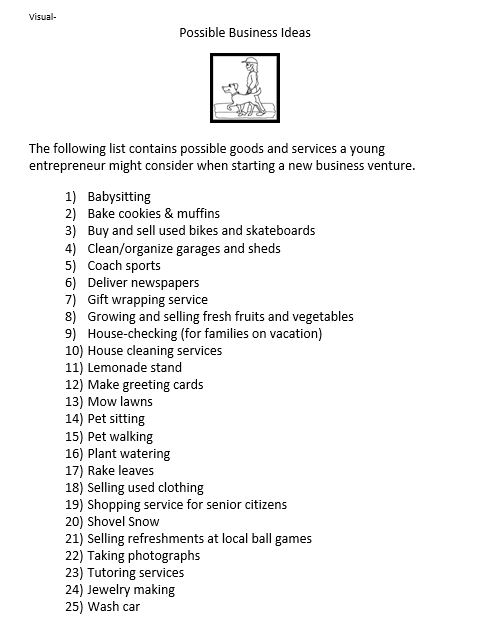 Visual-
Possible Business Ideas
The following list contains possible goods and services a young
entrepreneur might consider when starting a new business venture.
1) Babysitting
2) Bake cookies & muffins
3) Buy and sell used bikes and skateboards
4) Clean/organize garages and sheds
5) Coach sports
6) Deliver newspapers
7) Gift wrapping service
8) Growing and selling fresh fruits and vegetables
9) House-checking (for families on vacation)
10) House cleaning services
11) Lemonade stand
12) Make greeting cards
13) Mow lawns
14) Pet sitting
15) Pet walking
16) Plant watering
17) Rake leaves
18) Selling used clothing
19) Shopping service for senior citizens
20) Shovel Snow
21) Selling refreshments at local ball games
22) Taking photographs
23) Tutoring services
24) Jewelry making
25) Wash car